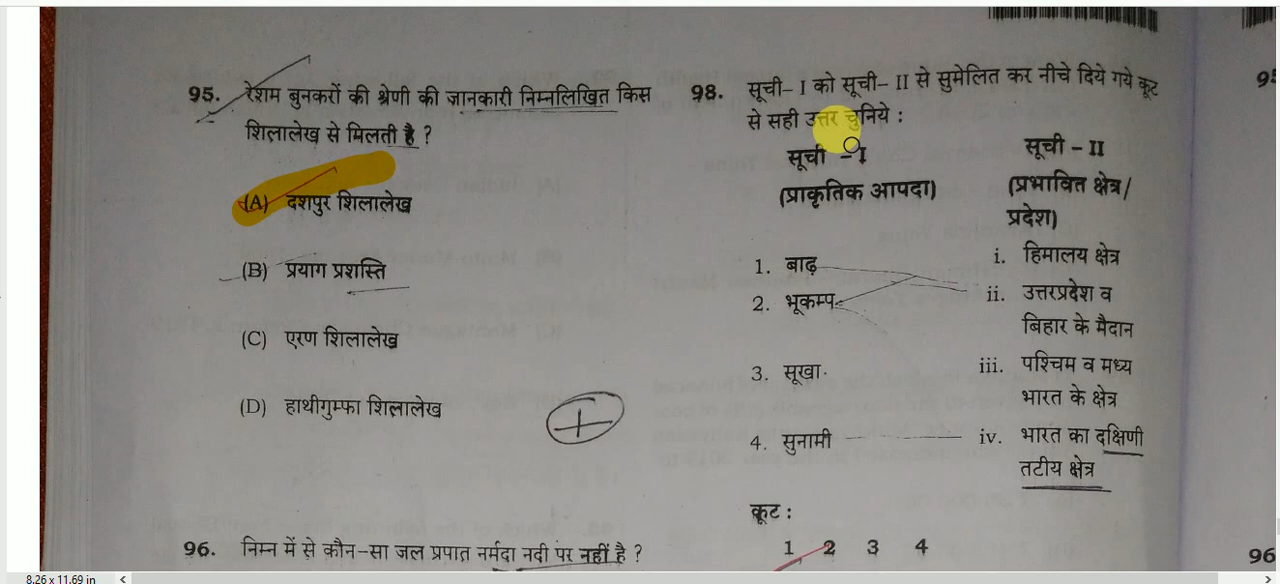 95. रेशम बुनकरों की श्रेणी की जानकारी निम्नलिखित किस
शिलालेख से मिलती है ?
(A) दशपुर शिलालेख
(B) प्रयाग प्रशस्ति
(C) एरण शिलालेख
(D) हाथीगुम्फा शिलालेख
96. निम्न में से कौन-सा जल प्रपात नर्मदा नदी पर नहीं है ?
98. सूची- I को सूची- II से सुमेलित कर नीचे दिये गये कूट
से सही उत्तर चुनिये :
सूची - I
(प्राकृतिक आपदा)
सूची - II
(प्रभावित क्षेत्र/
प्रदेश)
1. बाढ़
i. हिमालय क्षेत्र
2. भूकम्प
ii. उत्तरप्रदेश व
बिहार के मैदान
3. सूखा
iii. पश्चिम व मध्य
भारत के क्षेत्र
4. सुनामी
iv. भारत का दक्षिणी
तटीय क्षेत्र
कूट :
1 2 3 4
96
8.26 x 11.69 in